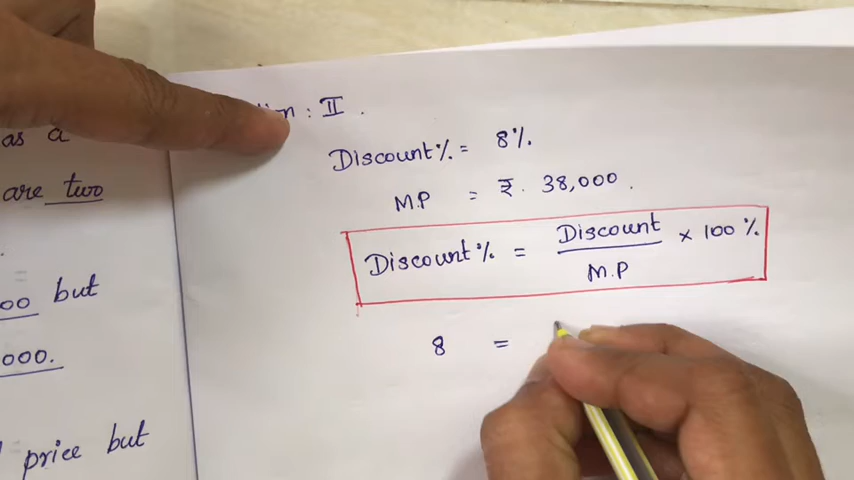 as a
are two
00 but
000.
price but
: II .
Discount% = 8%.
M.P = ₹. 38,000.
Discount% = Discount / M.P × 100%
8 =